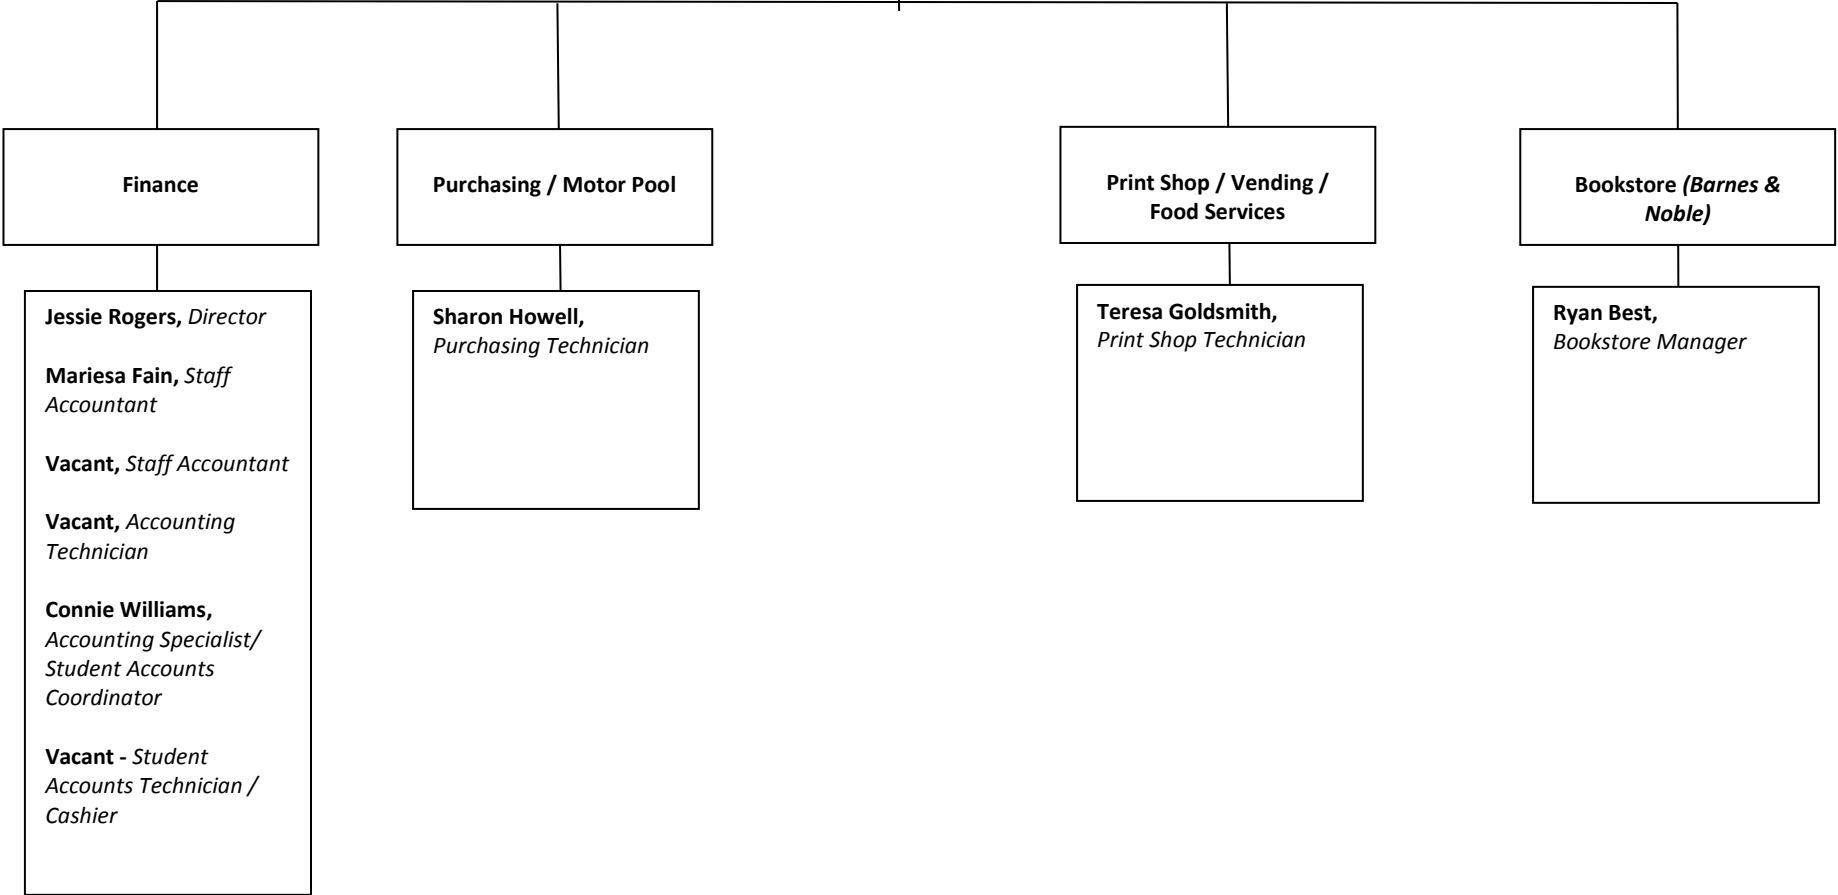 Finance
Jessie Rogers, Director
Mariesa Fain, Staff
Accountant
Vacant, Staff Accountant
Vacant, Accounting
Technician
Connie Williams,
Accounting Specialist/
Student Accounts
Coordinator
Vacant - Student
Accounts Technician /
Cashier
Purchasing / Motor Pool
Sharon Howell,
Purchasing Technician
Print Shop / Vending /
Food Services
Teresa Goldsmith,
Print Shop Technician
Bookstore (Barnes &
Noble)
Ryan Best,
Bookstore Manager